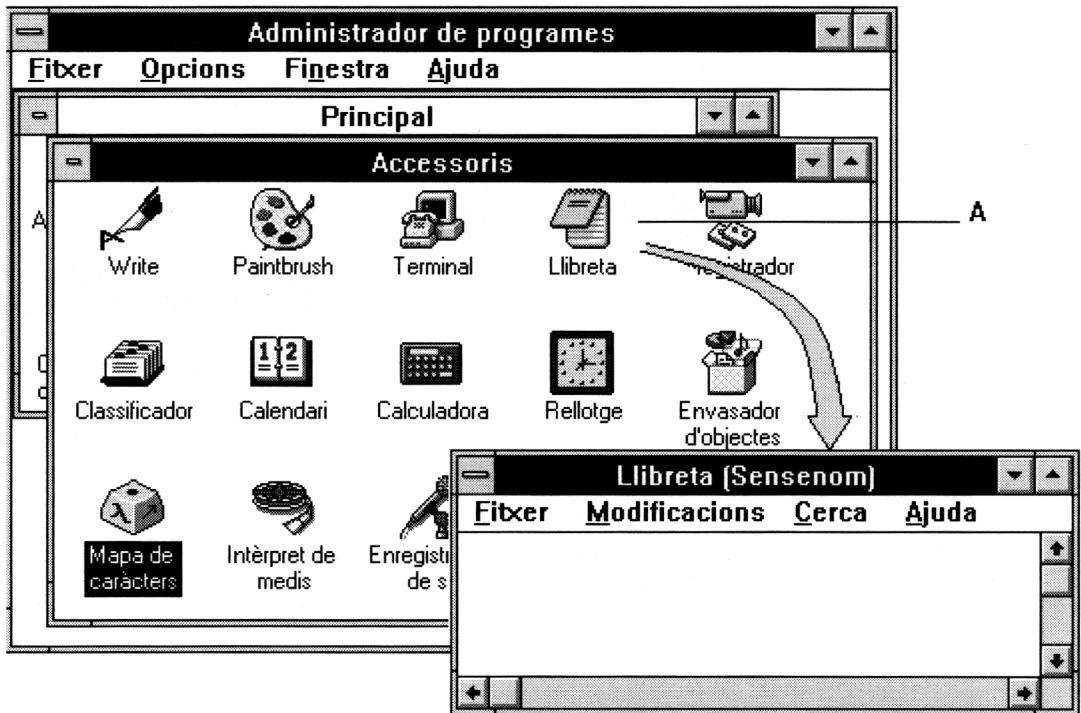 Administrador de programes
Fitxer Opcions Finestra Ajuda
Principal
Accessoris
A
Write Paintbrush Terminal Llibreta
Classificador Calendari Calculadora Rellotge Envasador
d'objectes
Mapa de
caràcters
Intèrpret de
medis
de s
Llibreta (Sensenom)
Fitxer Modificacions Cerca Ajuda